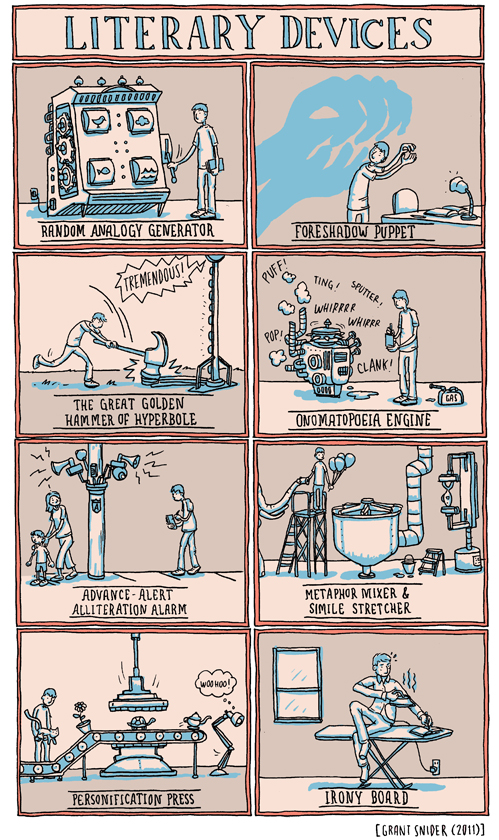 LITERARY DEVICES
RANDOM ANALOGY GENERATOR
FORESHADOW PUPPET
TREMENDOUS!
THE GREAT GOLDEN
HAMMER OF HYPERBOLE
PUFF!
TING!
SPUTTER,
WHIRRRR
WHIRRR
POP!
CLANK!
GAS
ONOMATOPOEIA ENGINE
ADVANCE-ALERT
ALLITERATION ALARM
METAPHOR MIXER &
SIMILE STRETCHER
WOOHOO!
PERSONIFICATION PRESS
IRONY BOARD
[GRANT SNIDER (2011)]